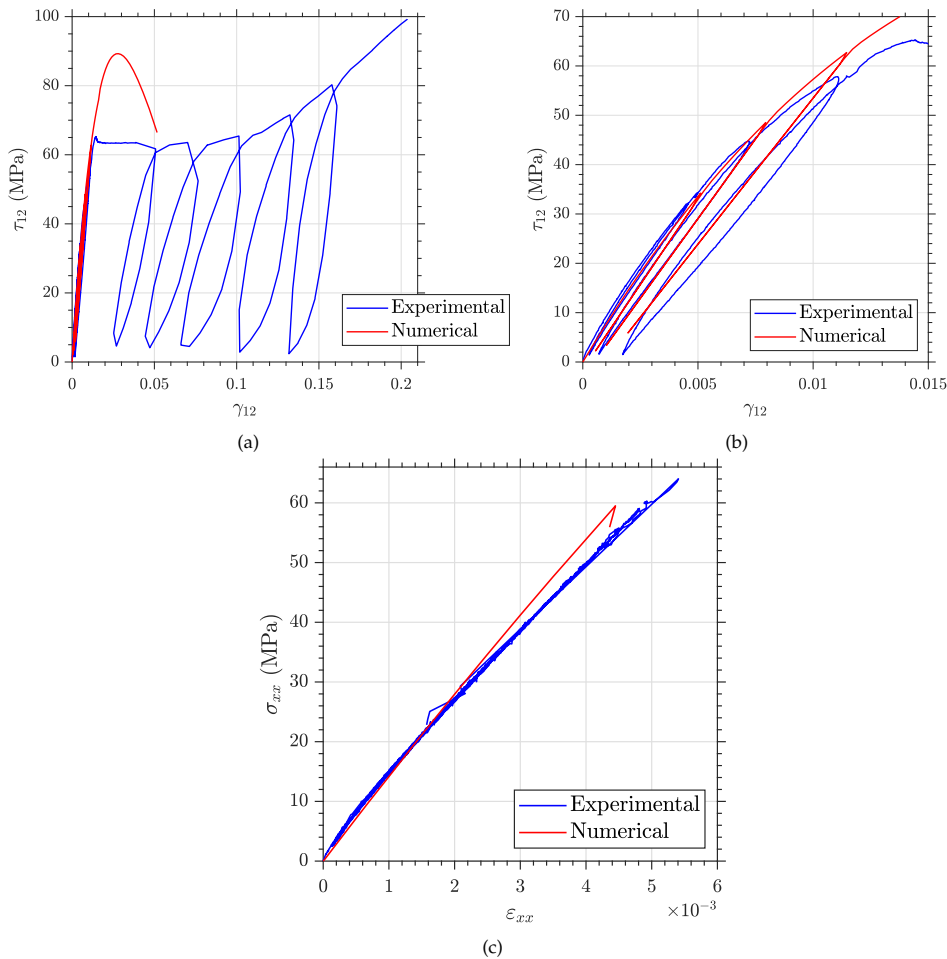 100
80
60
40
20
0
τ₁₂ (MPa)
0
0.05
0.1
0.15
0.2
γ₁₂
Experimental
Numerical
(a)
70
60
50
40
30
20
10
0
τ₁₂ (MPa)
0
0.005
0.01
0.015
γ₁₂
Experimental
Numerical
(b)
60
50
40
30
20
10
0
σₓₓ (MPa)
0
1
2
3
4
5
6
×10⁻³
εₓₓ
Experimental
Numerical
(c)